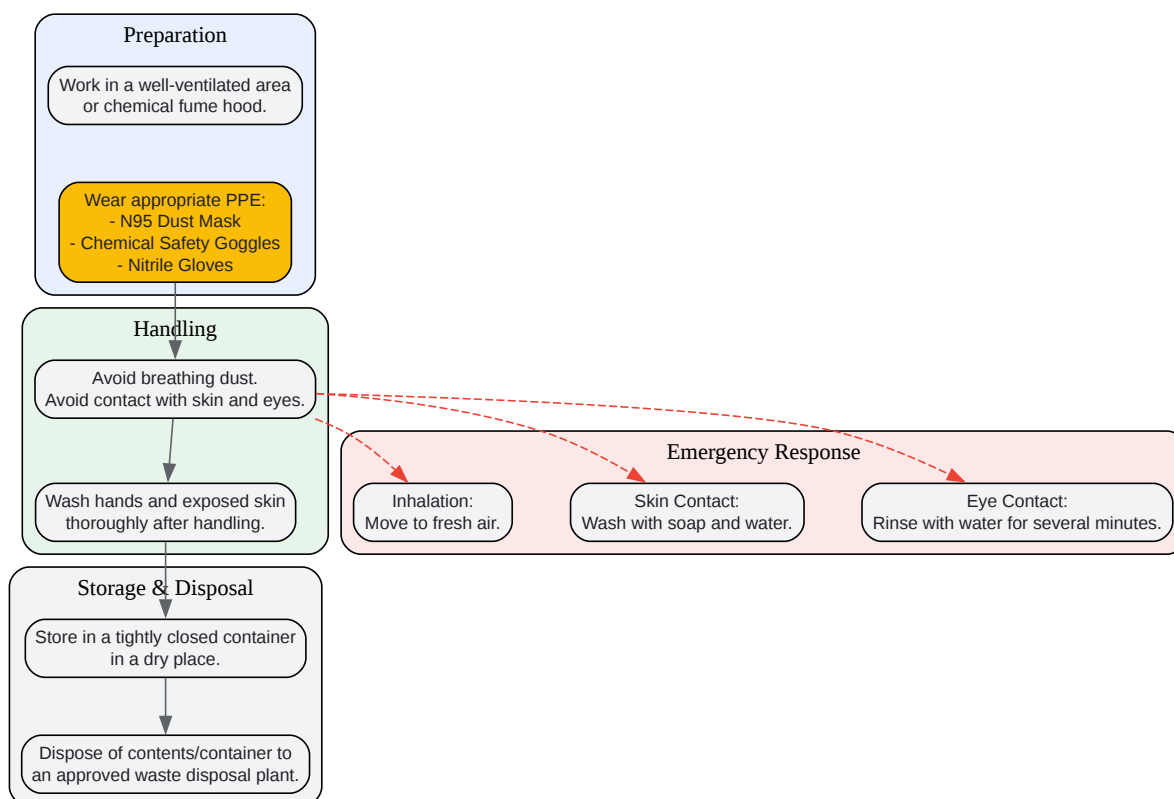 Preparation
Work in a well-ventilated area
or chemical fume hood.
Wear appropriate PPE:
- N95 Dust Mask
- Chemical Safety Goggles
- Nitrile Gloves
Handling
Avoid breathing dust.
Avoid contact with skin and eyes.
Wash hands and exposed skin
thoroughly after handling.
Emergency Response
Inhalation:
Move to fresh air.
Skin Contact:
Wash with soap and water.
Eye Contact:
Rinse with water for several minutes.
Storage & Disposal
Store in a tightly closed container
in a dry place.
Dispose of contents/container to
an approved waste disposal plant.